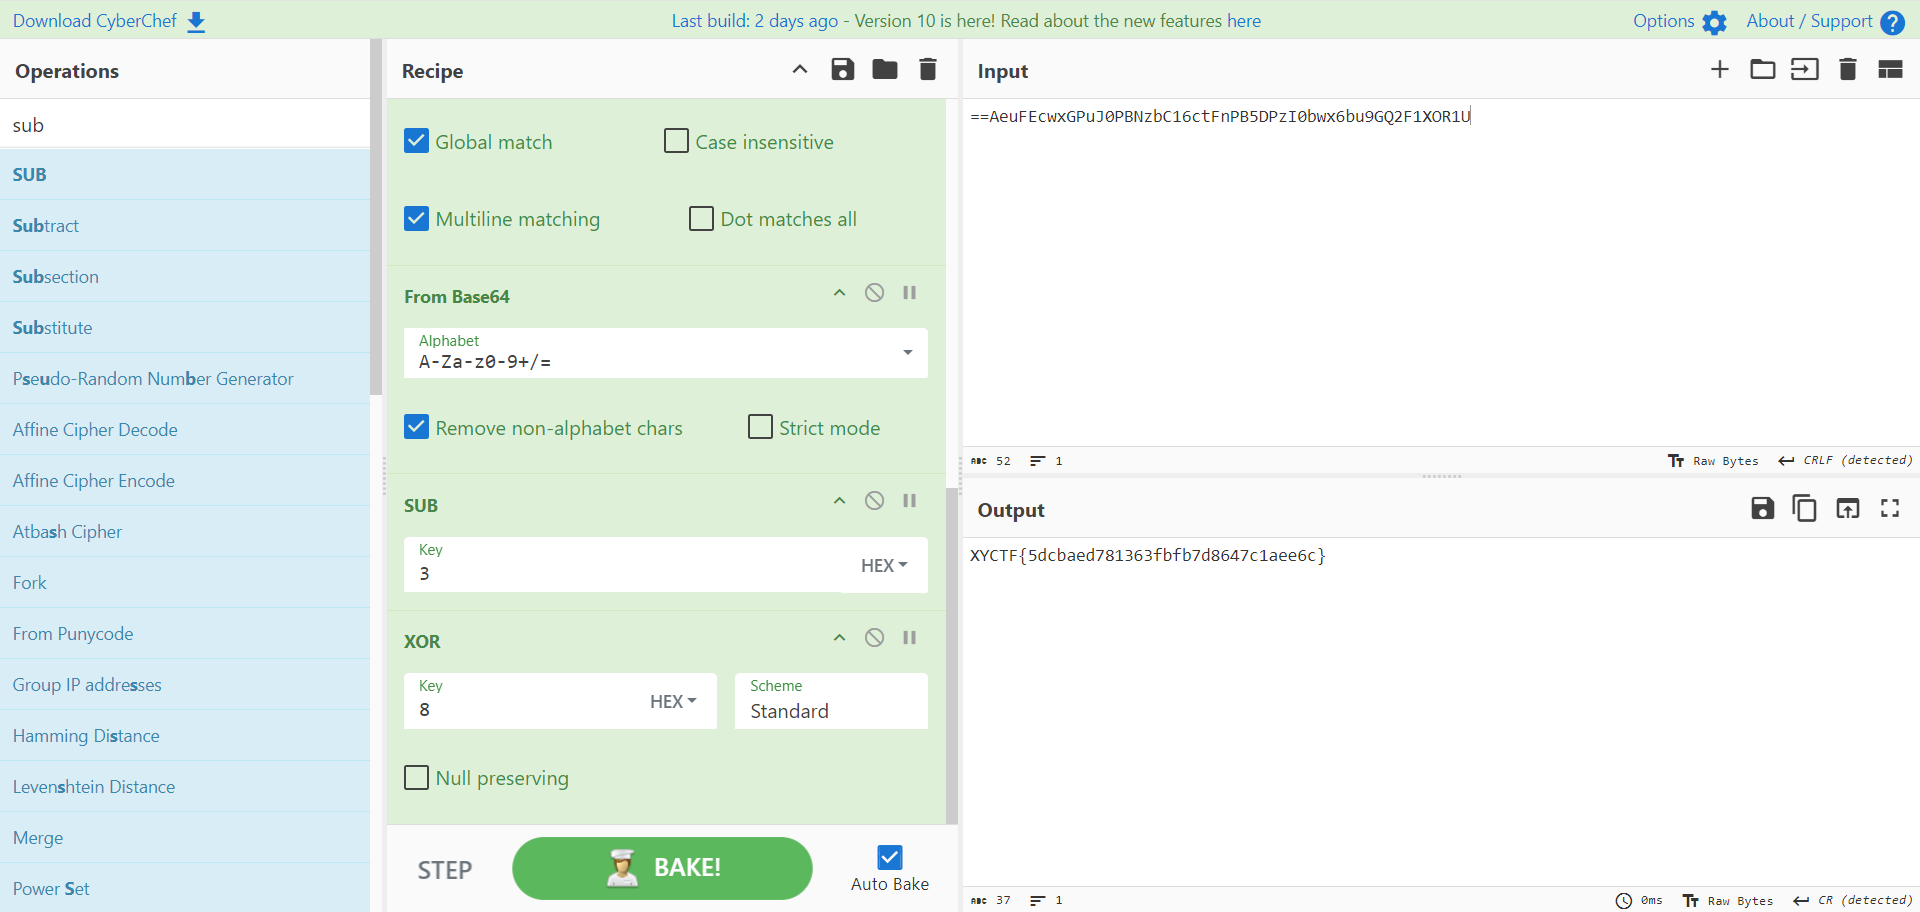 Download CyberChef
Last build: 2 days ago - Version 10 is here! Read about the new features here
Options
About / Support
Operations
sub
SUB
Subtract
Subsection
Substitute
Pseudo-Random Number Generator
Affine Cipher Decode
Affine Cipher Encode
Atbash Cipher
Fork
From Punycode
Group IP addresses
Hamming Distance
Levenshtein Distance
Merge
Power Set
Recipe
Global match
Case insensitive
Multiline matching
Dot matches all
From Base64
Alphabet
A-Za-z0-9+/=
Remove non-alphabet chars
Strict mode
SUB
Key
3
HEX
XOR
Key
8
HEX
Scheme
Standard
Null preserving
STEP
BAKE!
Auto Bake
Input
==AeuFEcwxGPuJ0PBNzbC16ctFnPB5DPzI0bwx6bu9GQ2F1XOR1U
ABC 52
1
Tт Raw Bytes
CRLF (detected)
Output
XYCTF{5dcbaed781363fbfb7d8647c1aee6c}
ABC 37
1
0ms
Tт Raw Bytes
CR (detected)